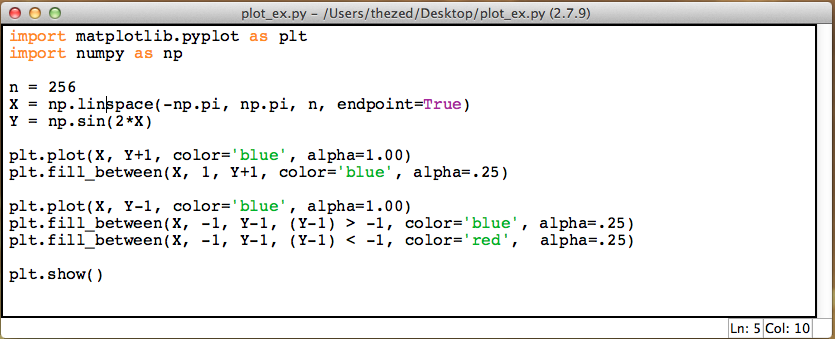 plot_ex.py – /Users/thezed/Desktop/plot_ex.py (2.7.9)
import matplotlib.pyplot as plt
import numpy as np
n = 256
X = np.linspace(-np.pi, np.pi, n, endpoint=True)
Y = np.sin(2*X)
plt.plot(X, Y+1, color='blue', alpha=1.00)
plt.fill_between(X, 1, Y+1, color='blue', alpha=.25)
plt.plot(X, Y-1, color='blue', alpha=1.00)
plt.fill_between(X, -1, Y-1, (Y-1) > -1, color='blue', alpha=.25)
plt.fill_between(X, -1, Y-1, (Y-1) < -1, color='red',  alpha=.25)
plt.show()
Ln: 5 Col: 10